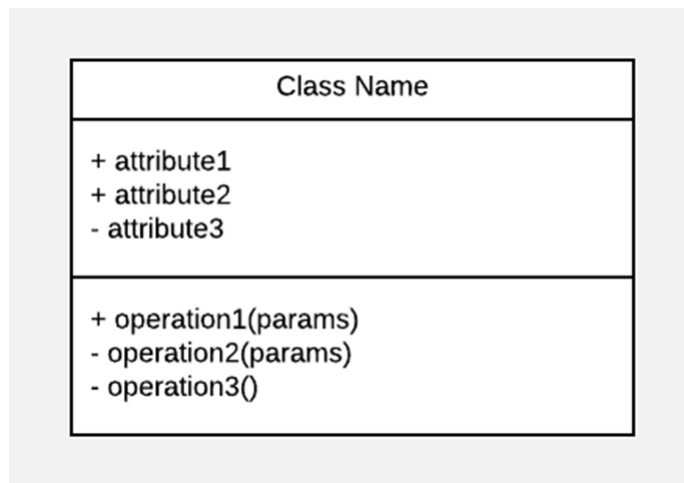 Class Name
+ attribute1
+ attribute2
- attribute3
+ operation1(params)
- operation2(params)
- operation3()